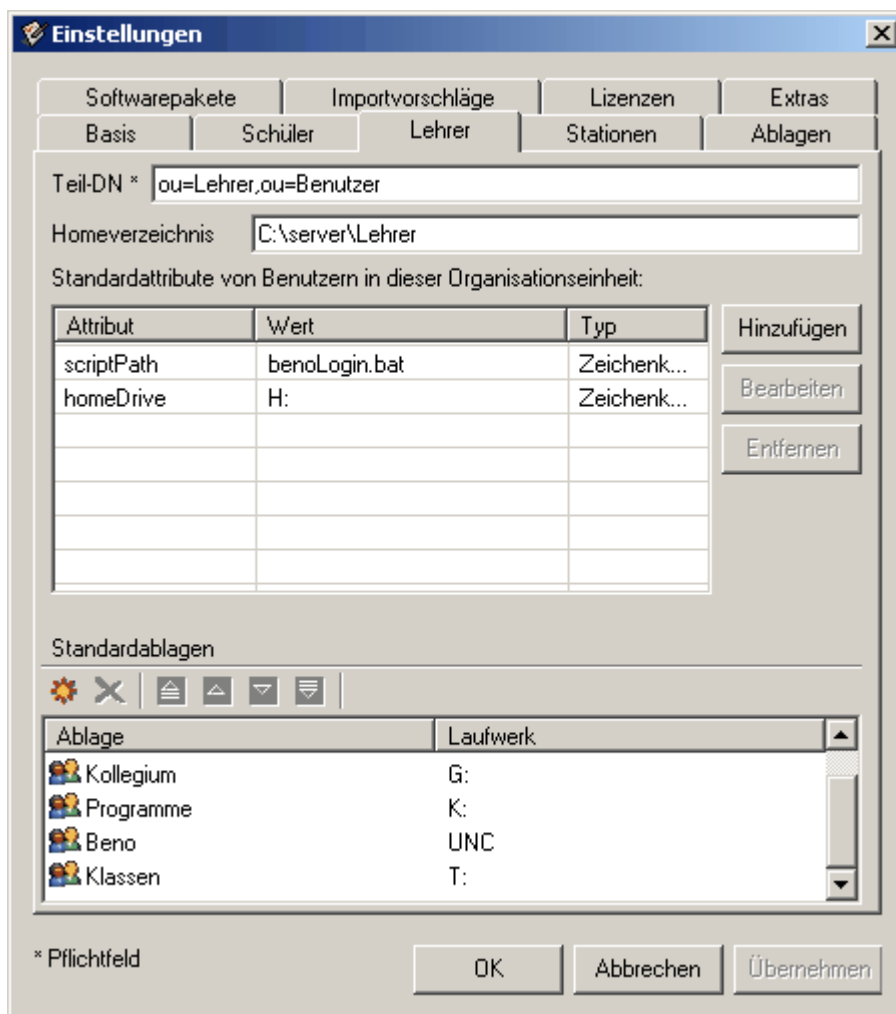 Einstellungen
Softwarepakete Importvorschläge Lizenzen Extras
Basis Schüler Lehrer Stationen Ablagen
Teil-DN * ou=Lehrer,ou=Benutzer
Homeverzeichnis C:\server\Lehrer
Standardattribute von Benutzern in dieser Organisationseinheit:
Attribut Wert Typ Hinzufügen
scriptPath benoLogin.bat Zeichenk...
homeDrive H: Zeichenk... Bearbeiten
Entfernen
Standardablagen
Ablage Laufwerk
Kollegium G:
Programme K:
Beno UNC
Klassen T:
* Pflichtfeld OK Abbrechen Übernehmen